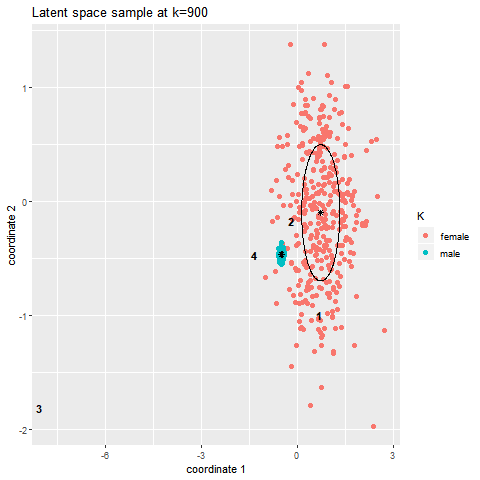 Latent space sample at k=900
coordinate 2
1
0
-1
-2
2
4
1
3
-6
-3
0
3
coordinate 1
K
female
male